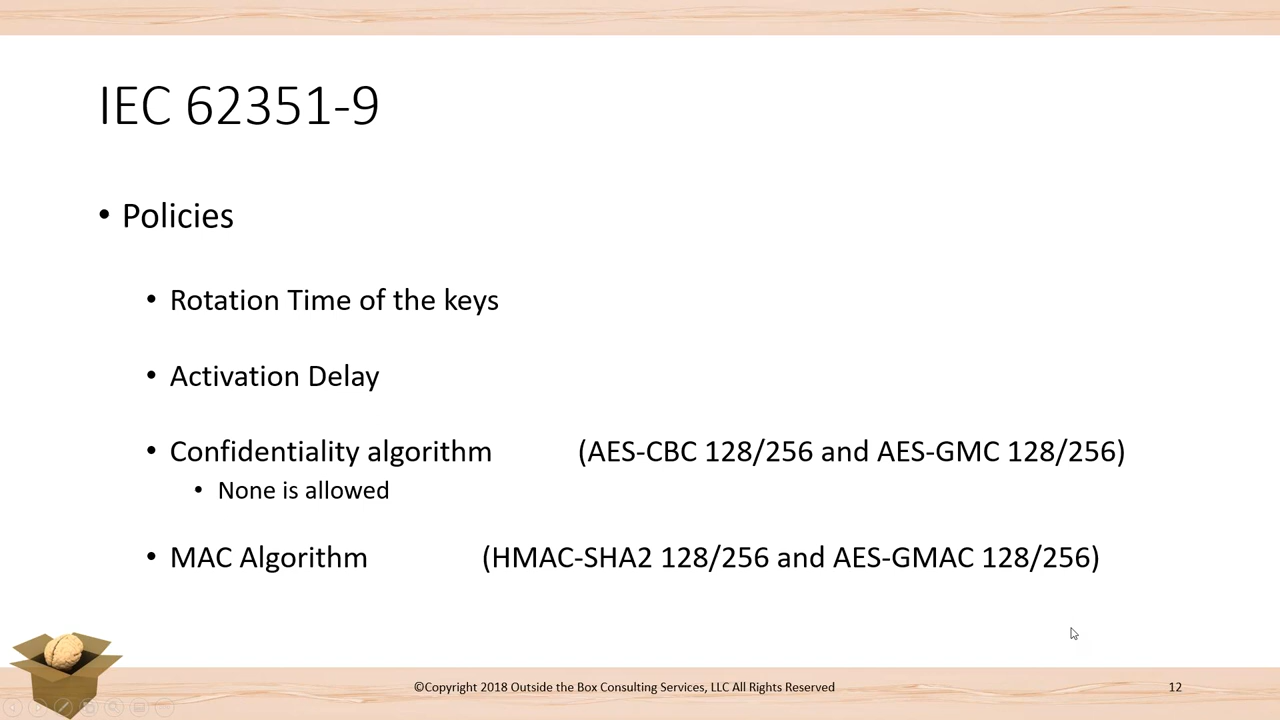 IEC 62351-9
• Policies
• Rotation Time of the keys
• Activation Delay
• Confidentiality algorithm (AES-CBC 128/256 and AES-GMC 128/256)
• None is allowed
• MAC Algorithm (HMAC-SHA2 128/256 and AES-GMAC 128/256)
©Copyright 2018 Outside the Box Consulting Services, LLC All Rights Reserved
12